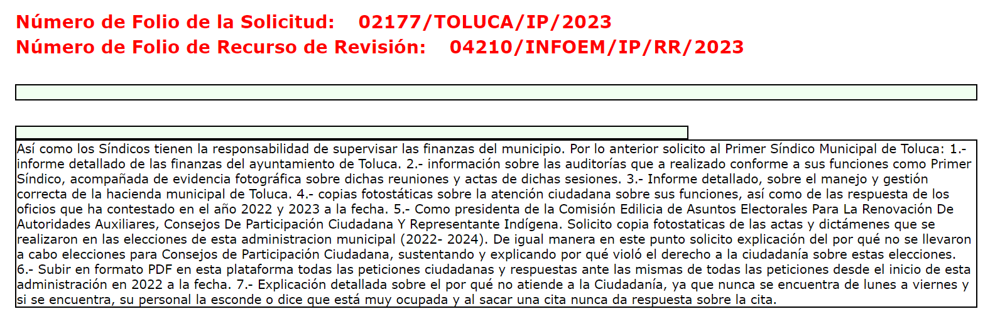 Número de Folio de la Solicitud: 02177/TOLUCA/IP/2023
Número de Folio de Recurso de Revisión: 04210/INFOEM/IP/RR/2023
Así como los Síndicos tienen la responsabilidad de supervisar las finanzas del municipio. Por lo anterior solicito al Primer Síndico Municipal de Toluca: 1.-
informe detallado de las finanzas del ayuntamiento de Toluca. 2.- información sobre las auditorías que a realizado conforme a sus funciones como Primer
Síndico, acompañada de evidencia fotográfica sobre dichas reuniones y actas de dichas sesiones. 3.- Informe detallado, sobre el manejo y gestión
correcta de la hacienda municipal de Toluca. 4.- copias fotostáticas sobre la atención ciudadana sobre sus funciones, así como de las respuesta de los
oficios que ha contestado en el año 2022 y 2023 a la fecha. 5.- Como presidenta de la Comisión Edilicia de Asuntos Electorales Para La Renovación De
Autoridades Auxiliares, Consejos De Participación Ciudadana Y Representante Indígena. Solicito copia fotostaticas de las actas y dictámenes que se
realizaron en las elecciones de esta administracion municipal (2022- 2024). De igual manera en este punto solicito explicación del por qué no se llevaron
a cabo elecciones para Consejos de Participación Ciudadana, sustentando y explicando por qué violó el derecho a la ciudadanía sobre estas elecciones.
6.- Subir en formato PDF en esta plataforma todas las peticiones ciudadanas y respuestas ante las mismas de todas las peticiones desde el inicio de esta
administración en 2022 a la fecha. 7.- Explicación detallada sobre el por qué no atiende a la Ciudadanía, ya que nunca se encuentra de lunes a viernes y
si se encuentra, su personal la esconde o dice que está muy ocupada y al sacar una cita nunca da respuesta sobre la cita.